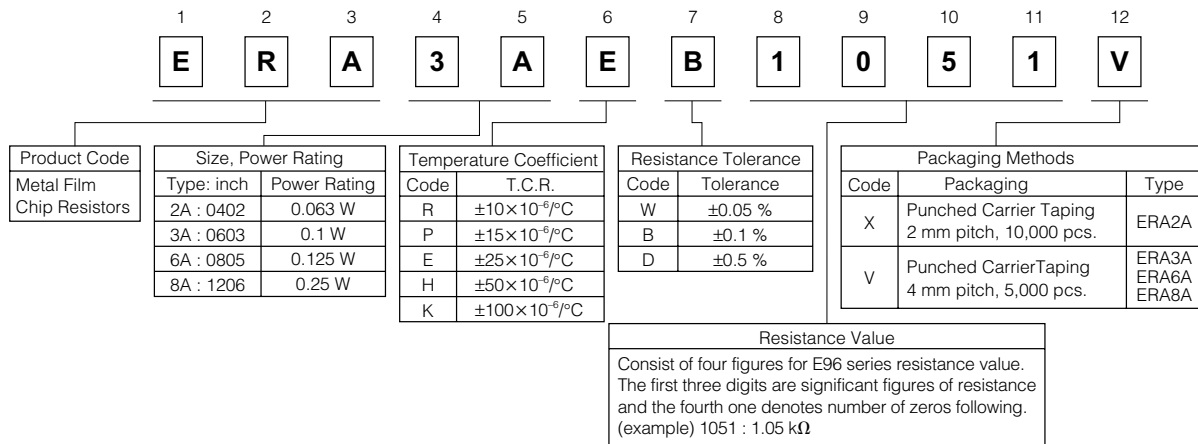 1 2 3 4 5 6 7 8 9 10 11 12
E R A 3 A E B 1 0 5 1 V
Product Code
Metal Film
Chip Resistors
Size, Power Rating
Type: inch Power Rating
2A : 0402 0.063 W
3A : 0603 0.1 W
6A : 0805 0.125 W
8A : 1206 0.25 W
Temperature Coefficient
Code T.C.R.
R ±10×10⁻⁶/°C
P ±15×10⁻⁶/°C
E ±25×10⁻⁶/°C
H ±50×10⁻⁶/°C
K ±100×10⁻⁶/°C
Resistance Tolerance
Code Tolerance
W ±0.05 %
B ±0.1 %
D ±0.5 %
Packaging Methods
Code Packaging Type
X Punched Carrier Taping
2 mm pitch, 10,000 pcs. ERA2A
V Punched CarrierTaping
4 mm pitch, 5,000 pcs. ERA3A
ERA6A
ERA8A
Resistance Value
Consist of four figures for E96 series resistance value.
The first three digits are significant figures of resistance
and the fourth one denotes number of zeros following.
(example) 1051 : 1.05 kΩ